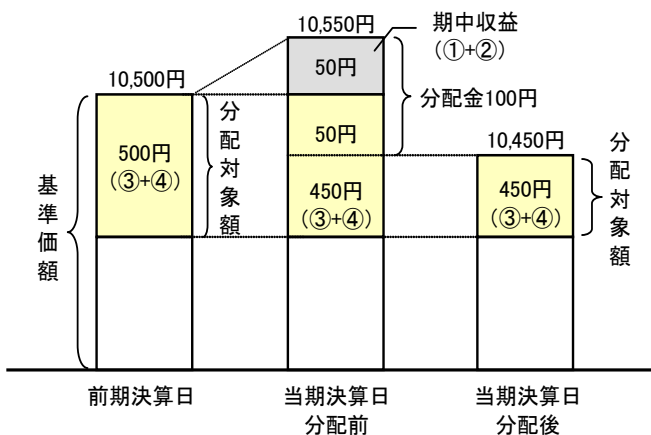 10,550円
期中収益
(①+②)
10,500円
50円
分配金100円
50円
10,450円
500円
(③+④)
分配対象額
450円
(③+④)
450円
(③+④)
分配対象額
基準価額
前期決算日
当期決算日
分配前
当期決算日
分配後